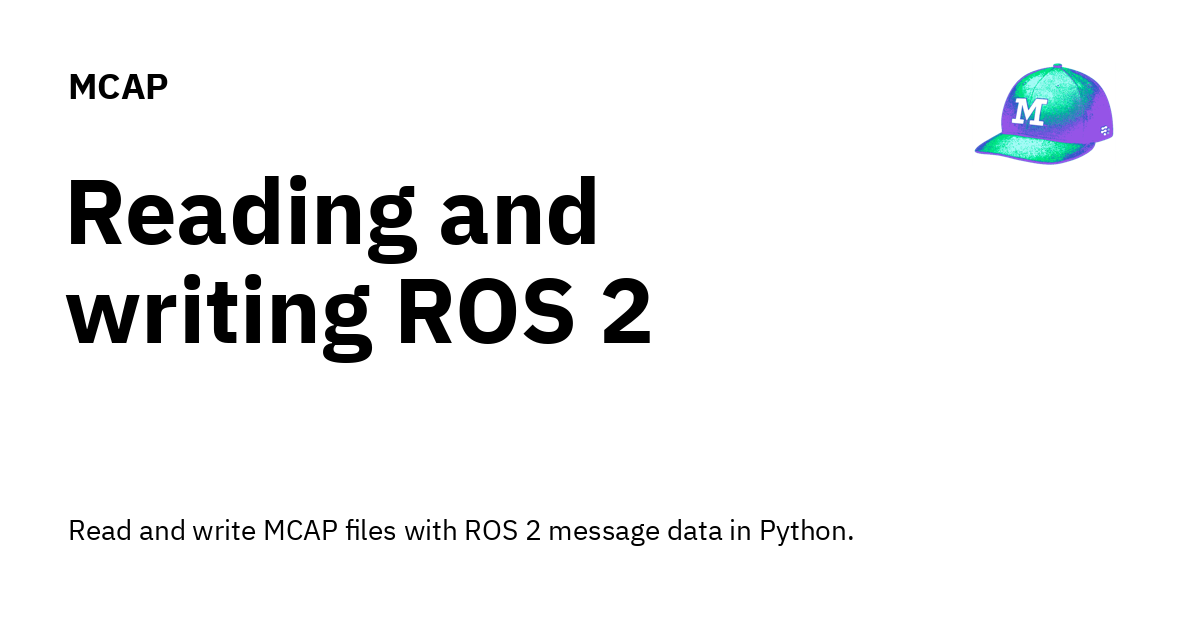 MCAP
M
Reading and
writing ROS 2
Read and write MCAP files with ROS 2 message data in Python.